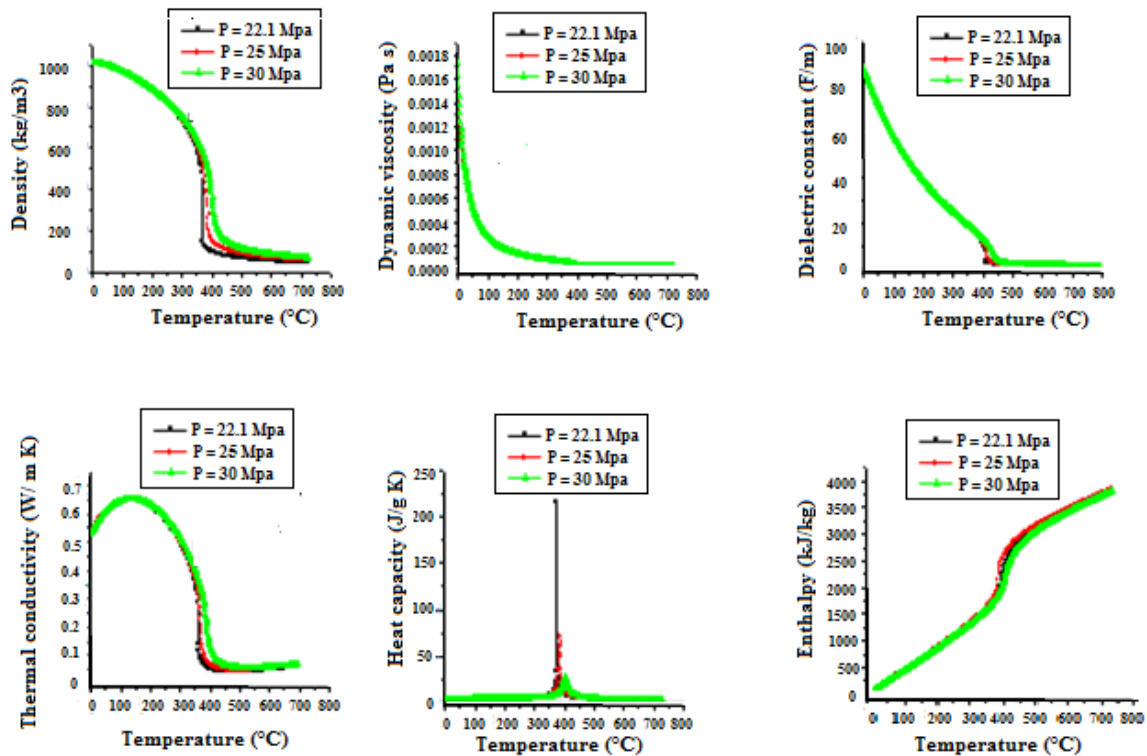 P = 22.1 Mpa
P = 25 Mpa
P = 30 Mpa
Density (kg/m3)
1000
800
600
400
200
0
0 100 200 300 400 500 600 700 800
Temperature (°C)
P = 22.1 Mpa
P = 25 Mpa
P = 30 Mpa
Dynamic viscosity (Pa s)
0.0018
0.0016
0.0014
0.0012
0.0010
0.0008
0.0006
0.0004
0.0002
0.0000
0 100 200 300 400 500 600 700 800
Temperature (°C)
P = 22.1 Mpa
P = 25 Mpa
P = 30 Mpa
Dielectric constant (F/m)
100
80
60
40
20
0
0 100 200 300 400 500 600 700 800
Temperature (°C)
P = 22.1 Mpa
P = 25 Mpa
P = 30 Mpa
Thermal conductivity (W/ m K)
0.7
0.6
0.5
0.4
0.3
0.2
0.1
0
0 100 200 300 400 500 600 700 800
Temperature (°C)
P = 22.1 Mpa
P = 25 Mpa
P = 30 Mpa
Heat capacity (J/g K)
250
200
150
100
50
0
0 100 200 300 400 500 600 700 800
Temperature (°C)
P = 22.1 Mpa
P = 25 Mpa
P = 30 Mpa
Enthalpy (kJ/kg)
4000
3500
3000
2500
2000
1500
1000
500
0
0 100 200 300 400 500 600 700 800
Temperature (°C)